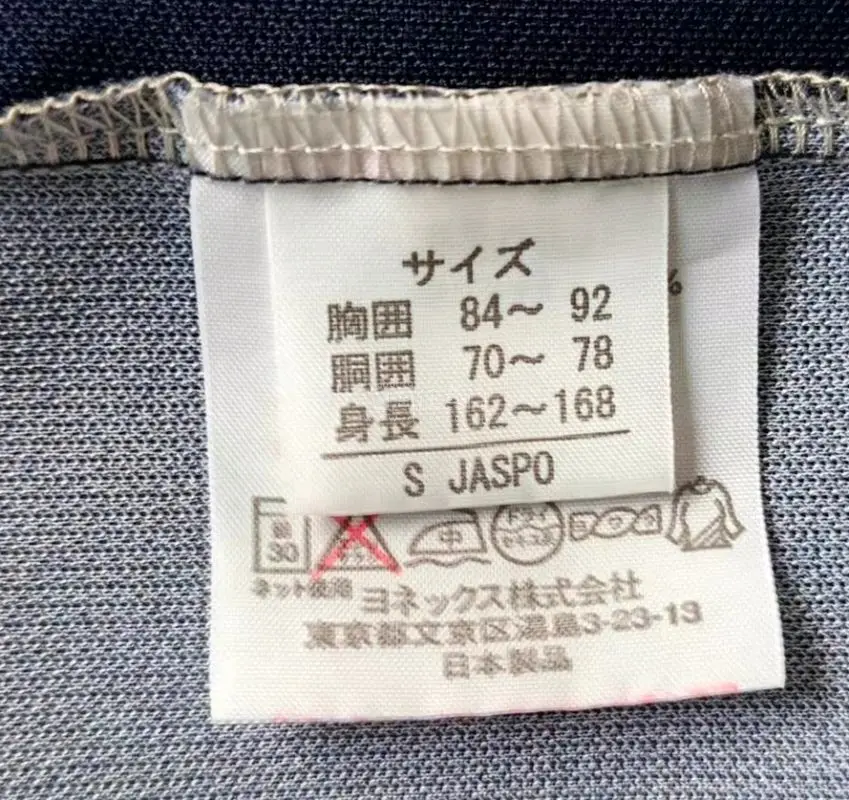 サイズ
胸囲 84～ 92
胴囲 70～ 78
身長 162～168
S JASPO
30
中
ネット使用
ヨネックス株式会社
東京都文京区湯島3-23-13
日本製品